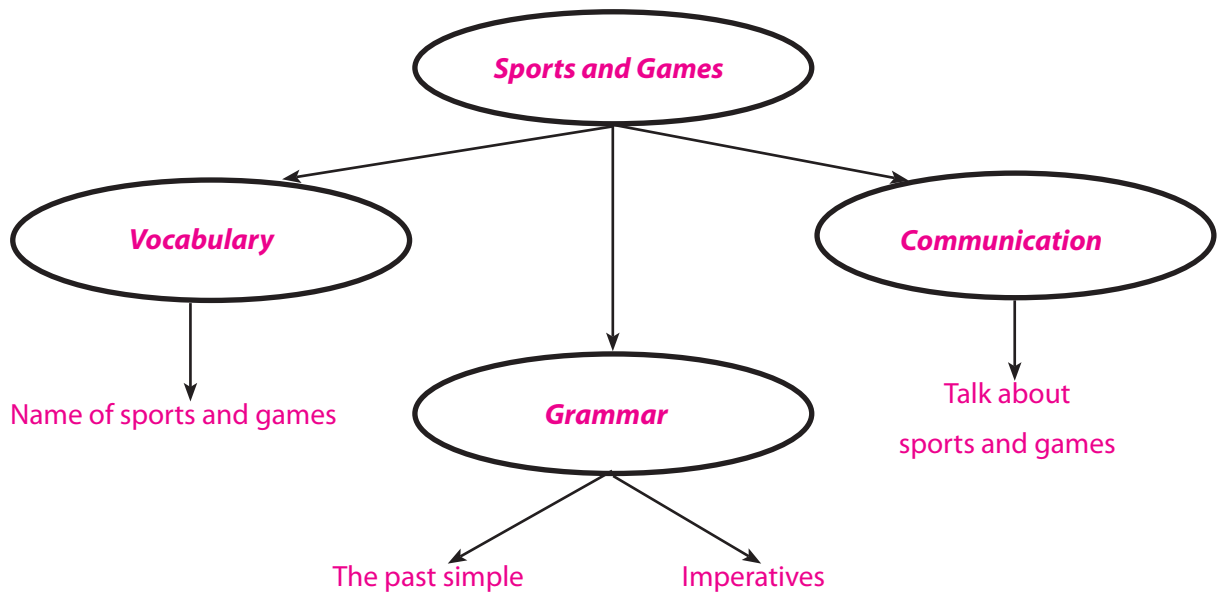 Sports and Games
Vocabulary
Communication
Name of sports and games
Grammar
Talk about
sports and games
The past simple
Imperatives